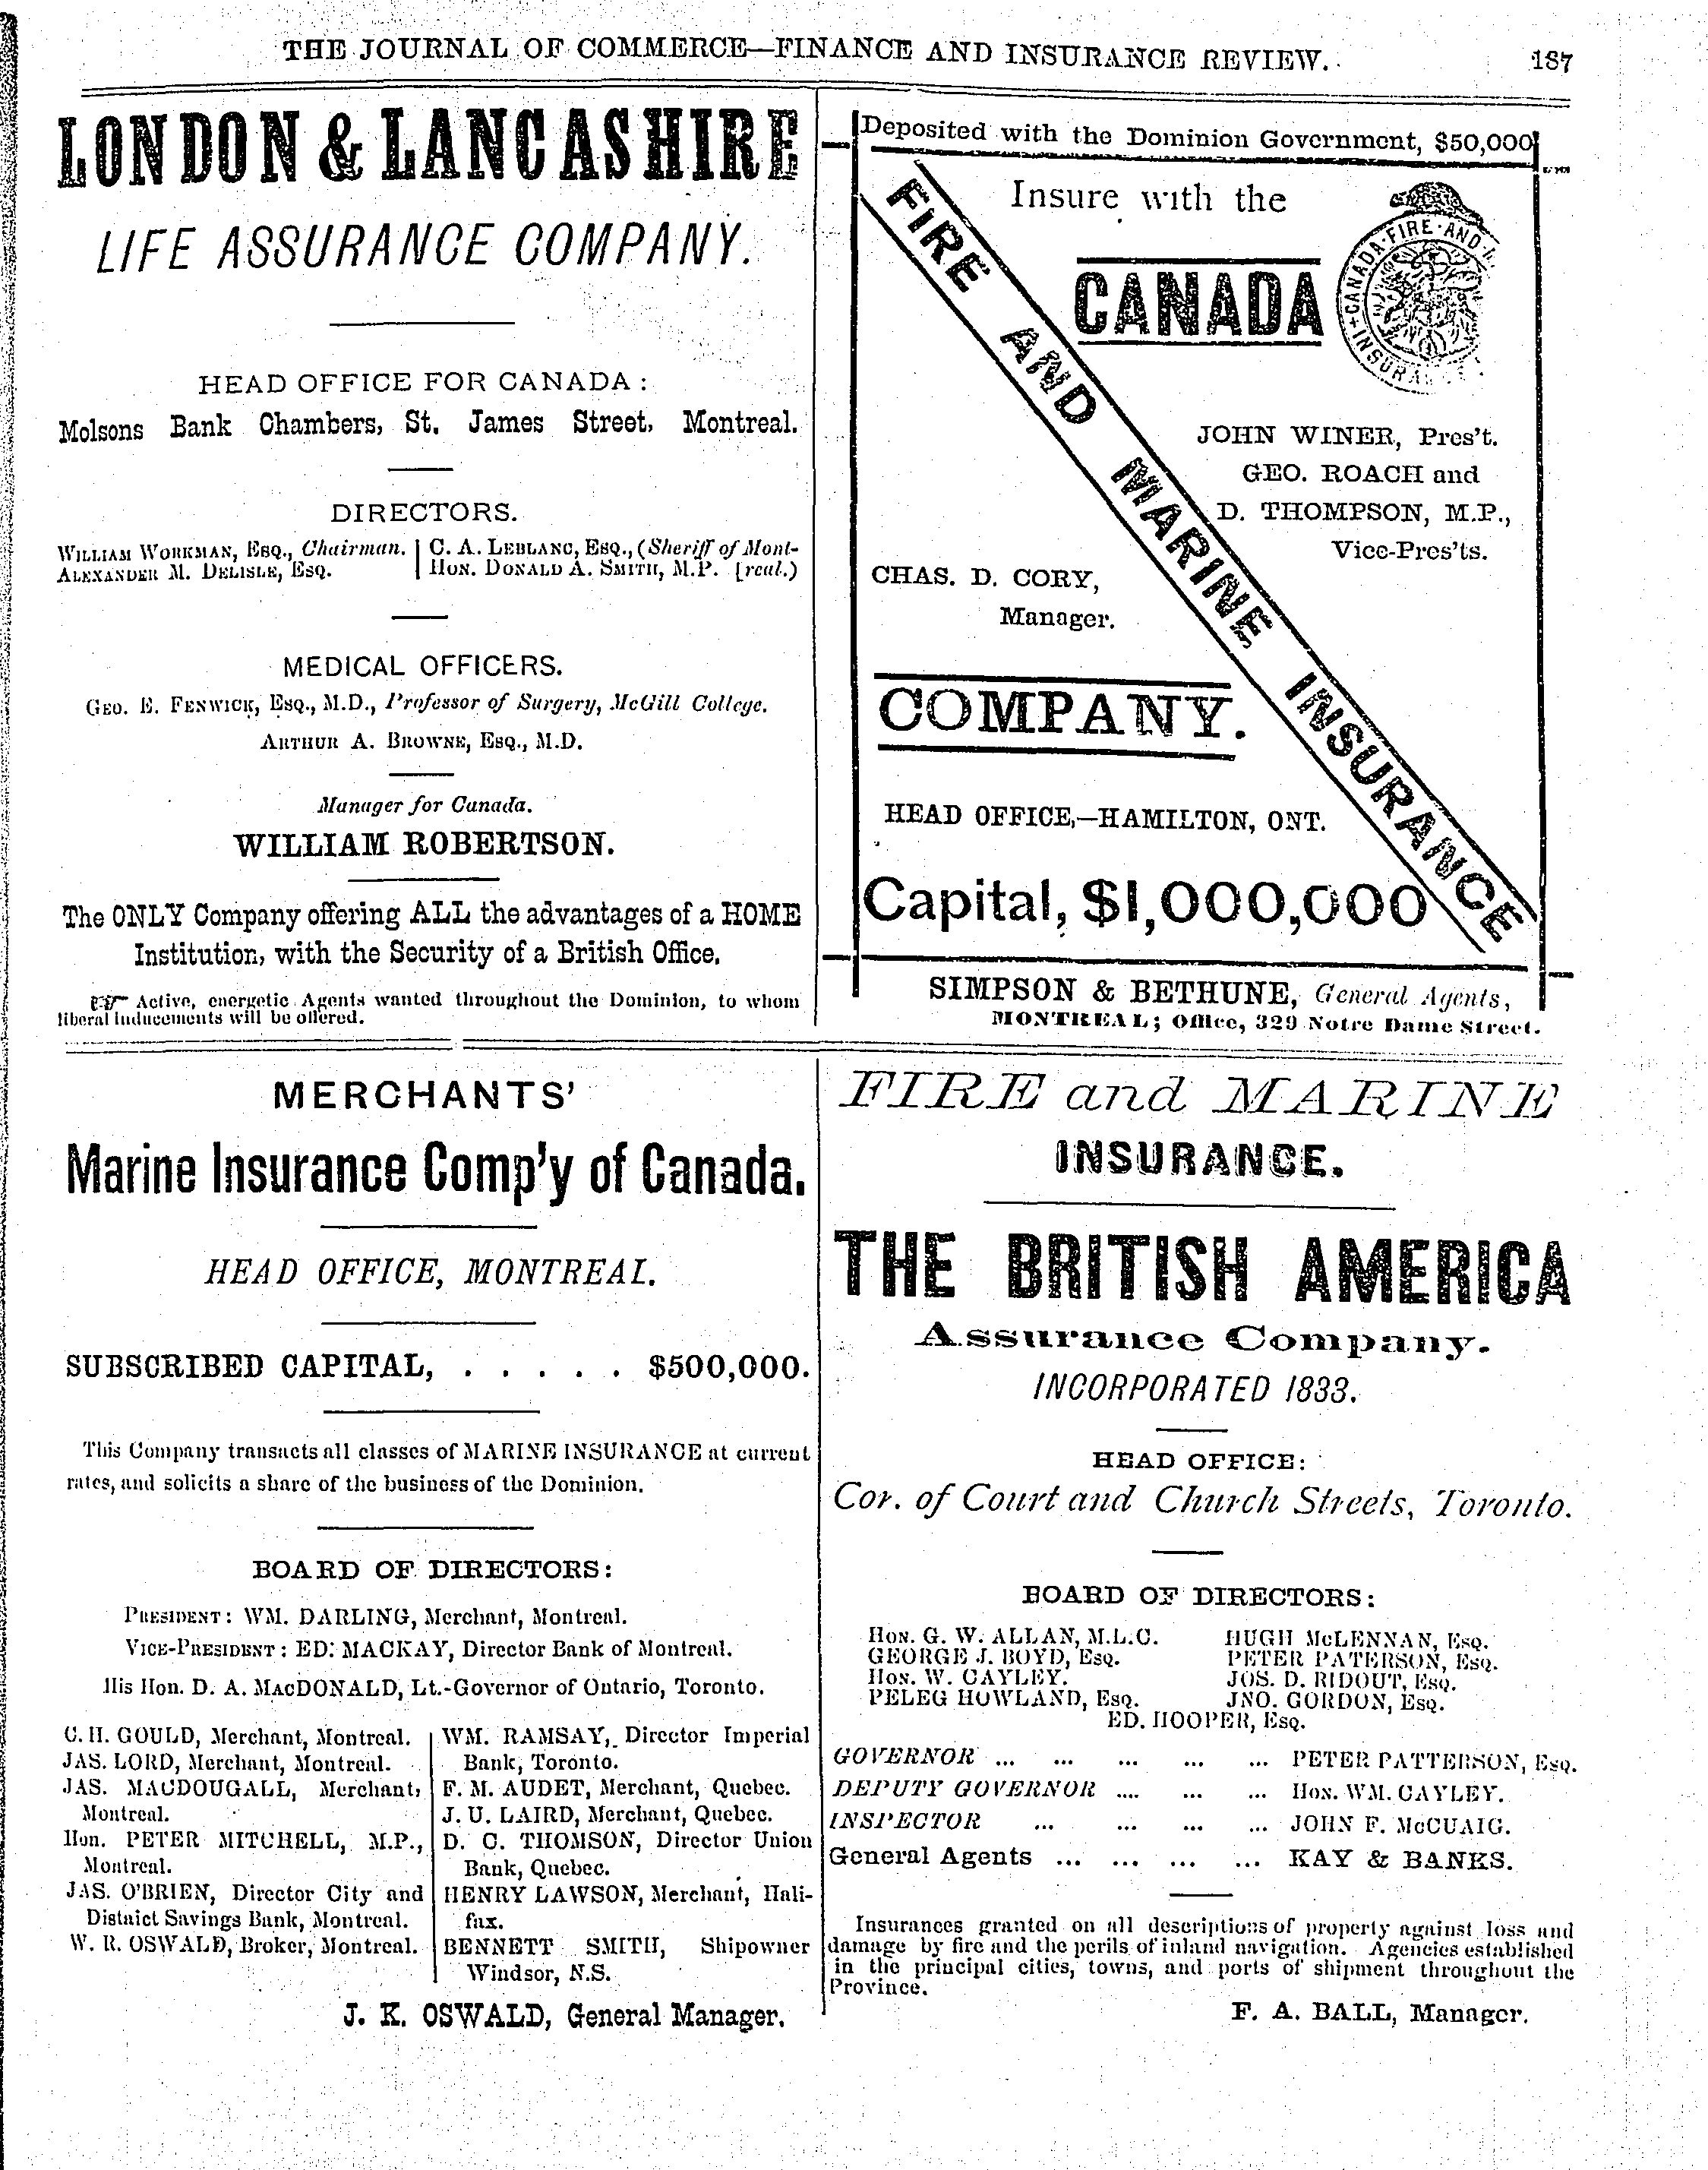 THE JOURNAL OF COMMERCE—FINANCE AND INSURANCE REVIEW.
187
LONDON & LANCASHIRE
LIFE ASSURANCE COMPANY.
HEAD OFFICE FOR CANADA:
Molsons Bank Chambers, St. James Street, Montreal.
DIRECTORS.
WILLIAM WORKMAN, ESQ., Chairman.
ALEXANDER M. DELISLE, ESQ.
C. A. LEBLANC, ESQ., (Sheriff of Mont-
HON. DONALD A. SMITH, M.P. [real.)
MEDICAL OFFICERS.
GEO. E. FENWICK, ESQ., M.D., Professor of Surgery, McGill College.
ARTHUR A. BROWNE, ESQ., M.D.
Manager for Canada.
WILLIAM ROBERTSON.
The ONLY Company offering ALL the advantages of a HOME
Institution, with the Security of a British Office.
☞ Active, energetic Agents wanted throughout the Dominion, to whom
liberal inducements will be offered.
Deposited with the Dominion Government, $50,000
Insure with the
CANADA
FIRE AND MARINE INSURANCE
CANADA·FIRE·AND
INSURA
JOHN WINER, Pres't.
GEO. ROACH and
D. THOMPSON, M.P.,
Vice-Pres'ts.
CHAS. D. CORY,
Manager.
COMPANY.
HEAD OFFICE,—HAMILTON, ONT.
Capital, $1,000,000
SIMPSON & BETHUNE, General Agents,
MONTREAL; Office, 329 Notre Dame Street.
MERCHANTS'
Marine Insurance Comp'y of Canada.
HEAD OFFICE, MONTREAL.
SUBSCRIBED CAPITAL, . . . . . $500,000.
This Company transacts all classes of MARINE INSURANCE at current
rates, and solicits a share of the business of the Dominion.
BOARD OF DIRECTORS:
PRESIDENT: WM. DARLING, Merchant, Montreal.
VICE-PRESIDENT: ED. MACKAY, Director Bank of Montreal.
His Hon. D. A. MACDONALD, Lt.-Governor of Ontario, Toronto.
C. H. GOULD, Merchant, Montreal.
JAS. LORD, Merchant, Montreal.
JAS. MACDOUGALL, Merchant,
Montreal.
Hon. PETER MITCHELL, M.P.,
Montreal.
JAS. O'BRIEN, Director City and
Distaict Savings Bank, Montreal.
W. R. OSWALD, Broker, Montreal.
WM. RAMSAY, Director Imperial
Bank, Toronto.
F. M. AUDET, Merchant, Quebec.
J. U. LAIRD, Merchant, Quebec.
D. C. THOMSON, Director Union
Bank, Quebec.
HENRY LAWSON, Merchant, Hali-
fax.
BENNETT SMITH, Shipowner
Windsor, N.S.
J. K. OSWALD, General Manager.
FIRE and MARINE
INSURANCE.
THE BRITISH AMERICA
Assurance Company.
INCORPORATED 1833.
HEAD OFFICE:
Cor. of Court and Church Streets, Toronto.
BOARD OF DIRECTORS:
HON. G. W. ALLAN, M.L.C.
GEORGE J. BOYD, ESQ.
HON. W. CAYLEY.
PELEG HOWLAND, ESQ.
HUGH McLENNAN, ESQ.
PETER PATERSON, ESQ.
JOS. D. RIDOUT, ESQ.
JNO. GORDON, ESQ.
ED. HOOPER, ESQ.
GOVERNOR ... ... ... ... ... PETER PATTERSON, ESQ.
DEPUTY GOVERNOR .... ... ... HON. WM. CAYLEY.
INSPECTOR ... ... ... ... JOHN F. McCUAIG.
General Agents ... ... ... ... KAY & BANKS.
Insurances granted on all descriptions of property against loss and
damage by fire and the perils of inland navigation. Agencies established
in the principal cities, towns, and ports of shipment throughout the
Province.
F. A. BALL, Manager.